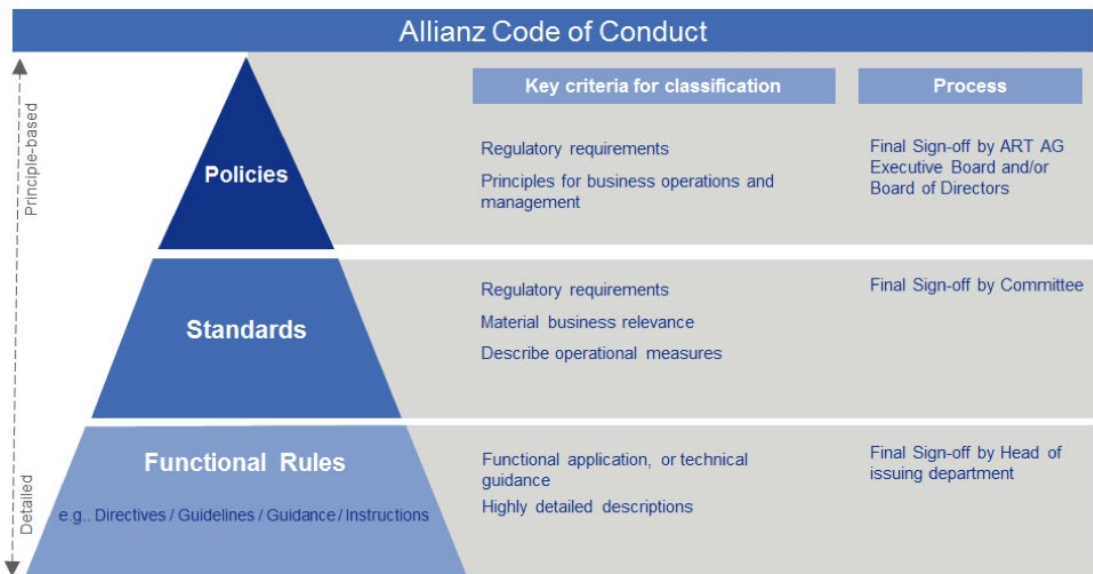 Allianz Code of Conduct
Principle-based
Detailed
Key criteria for classification
Process
Policies
Regulatory requirements
Principles for business operations and
management
Final Sign-off by ART AG
Executive Board and/or
Board of Directors
Standards
Regulatory requirements
Material business relevance
Describe operational measures
Final Sign-off by Committee
Functional Rules
e.g.. Directives / Guidelines / Guidance / Instructions
Functional application, or technical
guidance
Highly detailed descriptions
Final Sign-off by Head of
issuing department